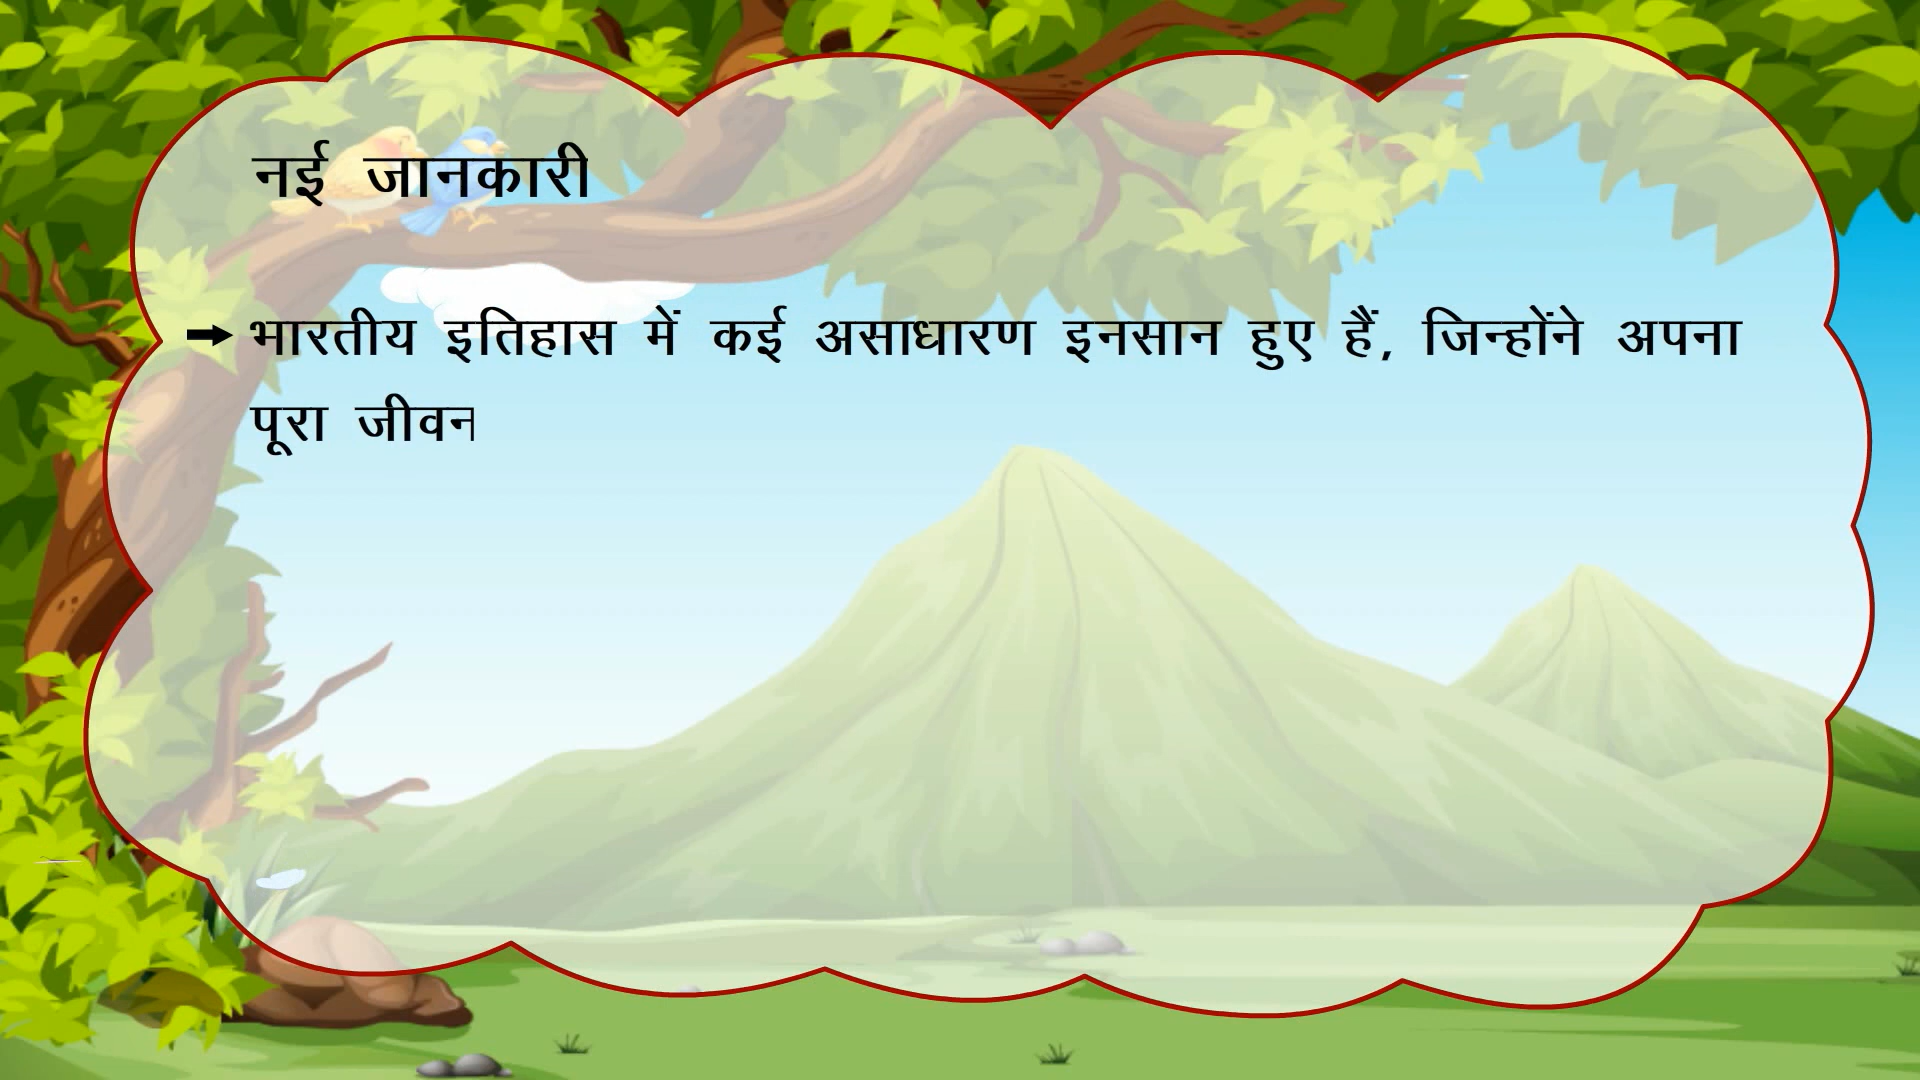 नई जानकारी
➡ भारतीय इतिहास में कई असाधारण इनसान हुए हैं, जिन्होंने अपना
पूरा जीवन